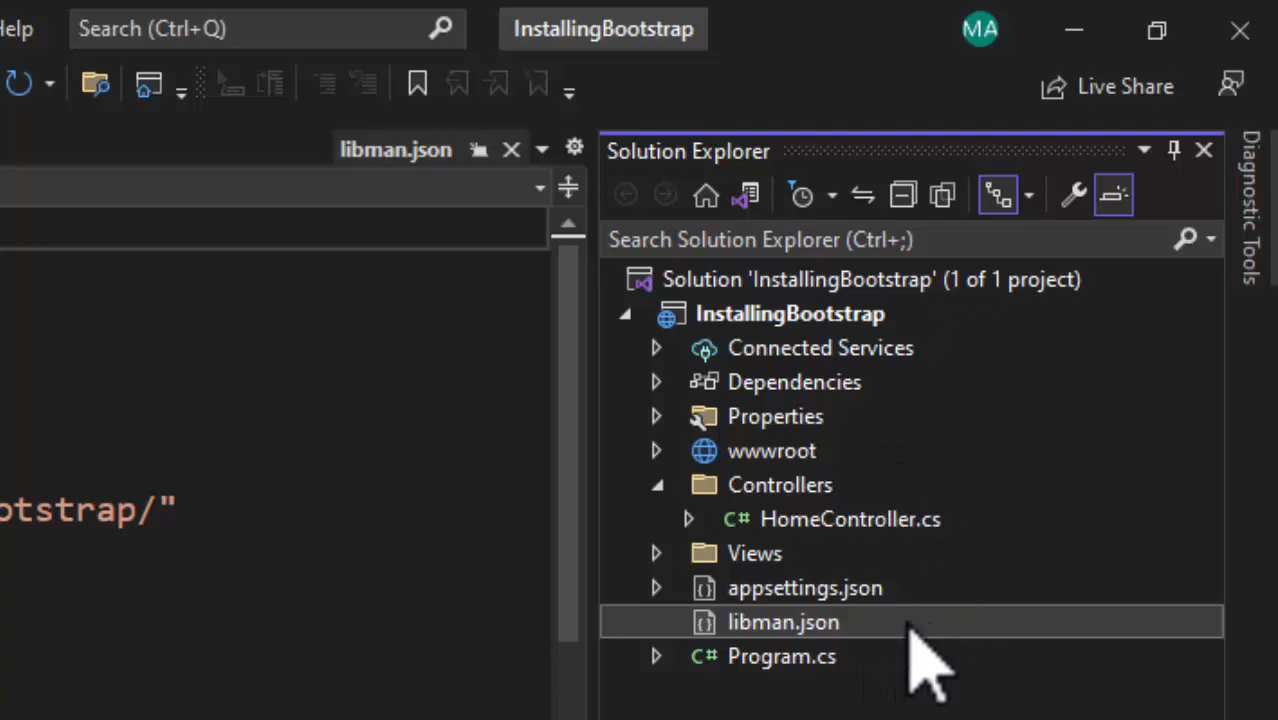 Help
Search (Ctrl+Q)
InstallingBootstrap
MA
Live Share
libman.json
Solution Explorer
Search Solution Explorer (Ctrl+;)
Solution 'InstallingBootstrap' (1 of 1 project)
InstallingBootstrap
Connected Services
Dependencies
Properties
wwwroot
Controllers
C# HomeController.cs
otstrap/"
Views
appsettings.json
libman.json
C# Program.cs
Diagnostic Tools